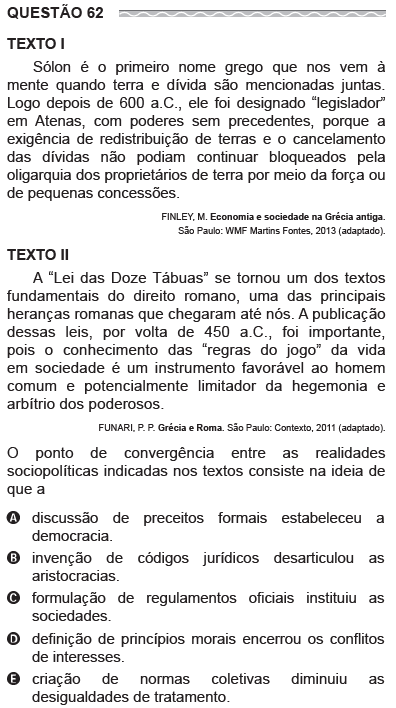 QUESTÃO 62
TEXTO I
Sólon é o primeiro nome grego que nos vem à
mente quando terra e dívida são mencionadas juntas.
Logo depois de 600 a.C., ele foi designado “legislador”
em Atenas, com poderes sem precedentes, porque a
exigência de redistribuição de terras e o cancelamento
das dívidas não podiam continuar bloqueados pela
oligarquia dos proprietários de terra por meio da força ou
de pequenas concessões.
FINLEY, M. Economia e sociedade na Grécia antiga.
São Paulo: WMF Martins Fontes, 2013 (adaptado).
TEXTO II
A “Lei das Doze Tábuas” se tornou um dos textos
fundamentais do direito romano, uma das principais
heranças romanas que chegaram até nós. A publicação
dessas leis, por volta de 450 a.C., foi importante,
pois o conhecimento das “regras do jogo” da vida
em sociedade é um instrumento favorável ao homem
comum e potencialmente limitador da hegemonia e
arbítrio dos poderosos.
FUNARI, P. P. Grécia e Roma. São Paulo: Contexto, 2011 (adaptado).
O ponto de convergência entre as realidades
sociopolíticas indicadas nos textos consiste na ideia de
que a
A discussão de preceitos formais estabeleceu a
democracia.
B invenção de códigos jurídicos desarticulou as
aristocracias.
C formulação de regulamentos oficiais instituiu as
sociedades.
D definição de princípios morais encerrou os conflitos
de interesses.
E criação de normas coletivas diminuiu as
desigualdades de tratamento.